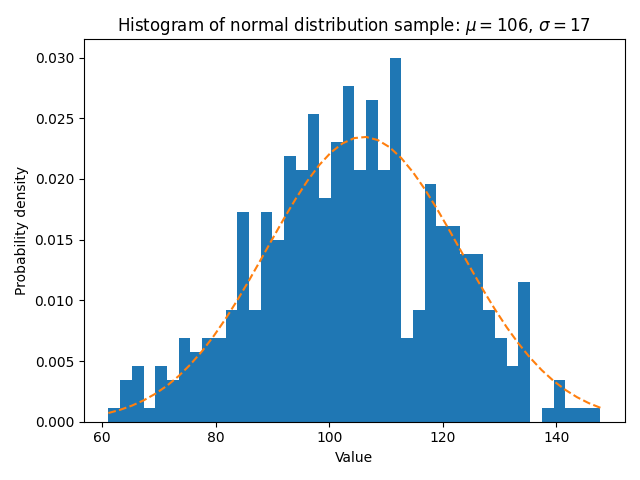 Histogram of normal distribution sample: μ = 106, σ = 17
Probability density
0.030
0.025
0.020
0.015
0.010
0.005
0.000
60 80 100 120 140
Value